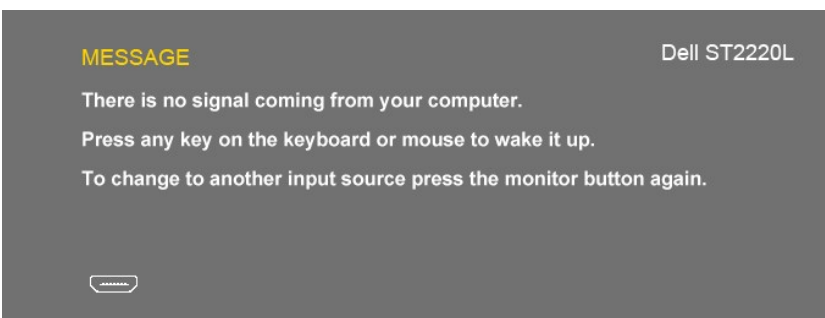 MESSAGE
Dell ST2220L
There is no signal coming from your computer.
Press any key on the keyboard or mouse to wake it up.
To change to another input source press the monitor button again.